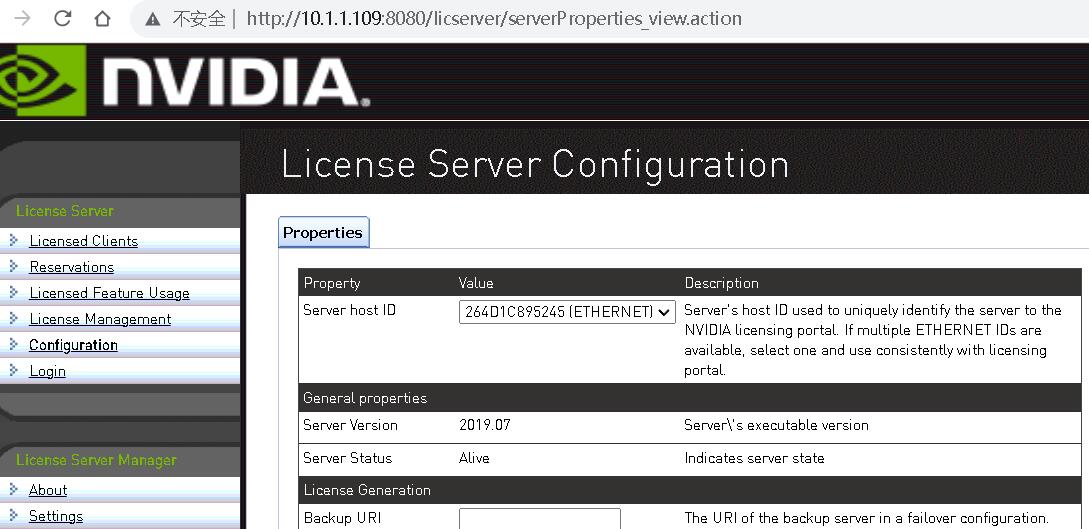 不安全 | http://10.1.1.109:8080/licserver/serverProperties_view.action
NVIDIA.
License Server Configuration
License Server
Licensed Clients
Reservations
Licensed Feature Usage
License Management
Configuration
Login
License Server Manager
About
Settings
Properties
Property Value Description
Server host ID 264D1C895245 (ETHERNET) Server's host ID used to uniquely identify the server to the
NVIDIA licensing portal. If multiple ETHERNET IDs are
available, select one and use consistently with licensing
portal.
General properties
Server Version 2019.07 Server\'s executable version
Server Status Alive Indicates server state
License Generation
Backup URI The URI of the backup server in a failover configuration.